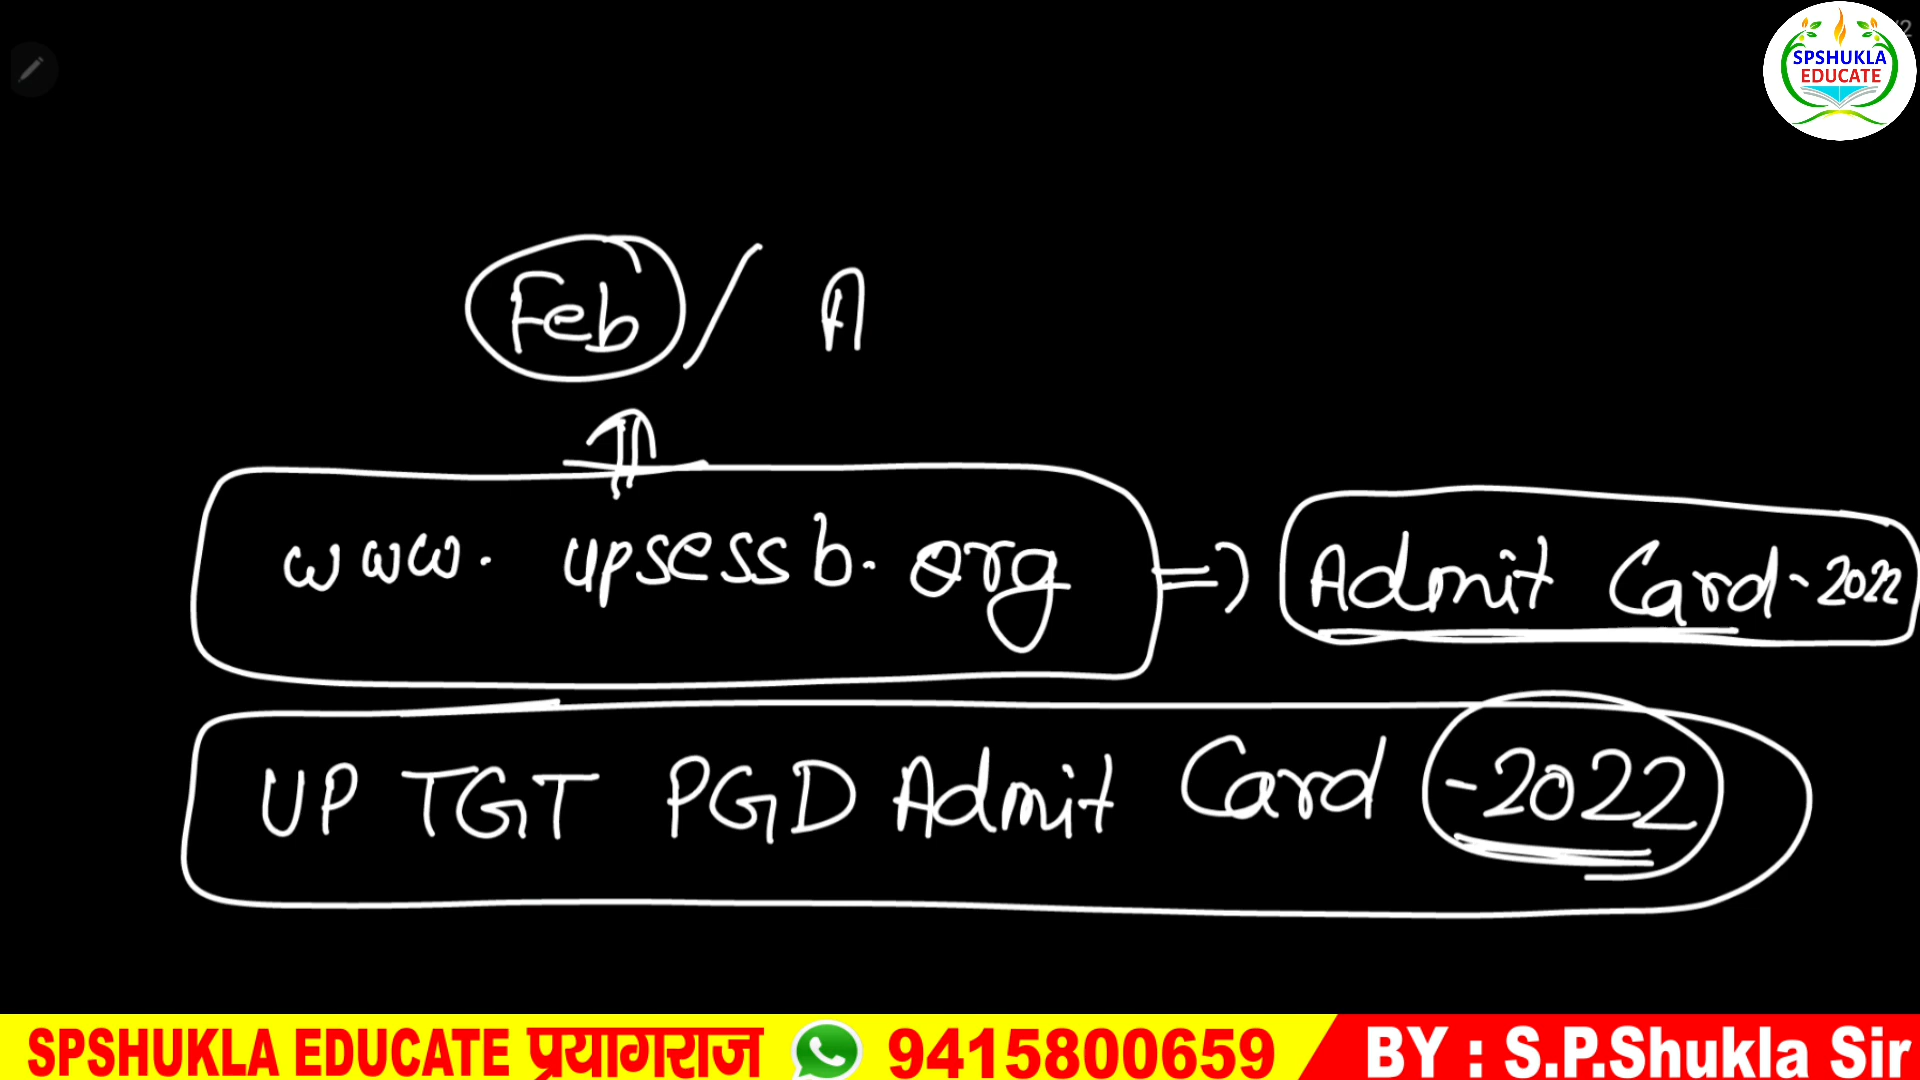 SPSHUKLA
EDUCATE
Feb / A
www. upsessb. org => Admit Card - 2022
UP TGT PGD Admit Card - 2022
SPSHUKLA EDUCATE प्रयागराज 9415800659 BY : S.P.Shukla Sir